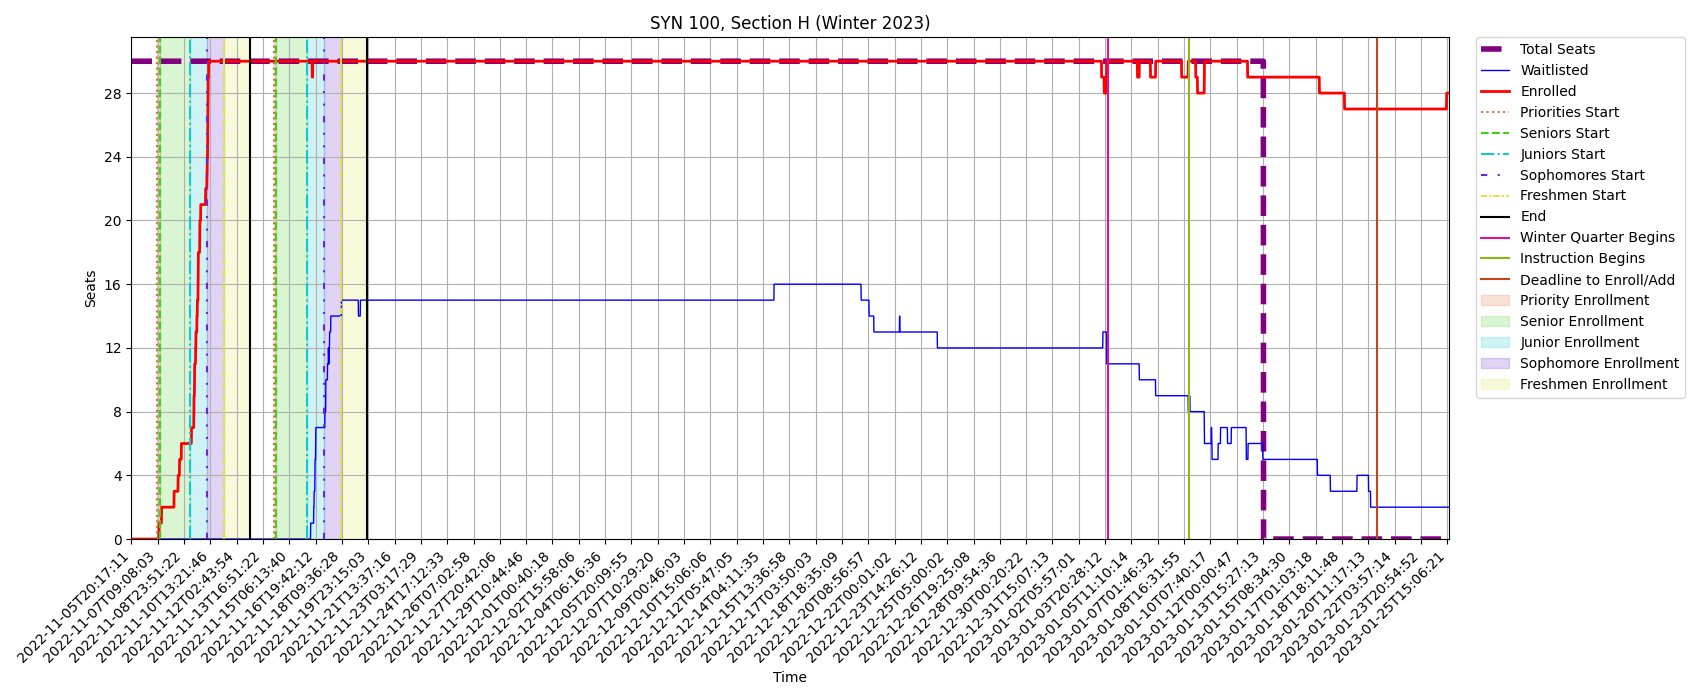 SYN 100, Section H (Winter 2023)
Total Seats
Waitlisted
Enrolled
Priorities Start
Seniors Start
Juniors Start
Sophomores Start
Freshmen Start
End
Winter Quarter Begins
Instruction Begins
Deadline to Enroll/Add
Priority Enrollment
Senior Enrollment
Junior Enrollment
Sophomore Enrollment
Freshmen Enrollment
Seats
28
24
20
16
12
8
4
0
2022-11-05T20:17:11
2022-11-07T09:08:03
2022-11-08T23:51:22
2022-11-10T13:21:46
2022-11-12T02:43:54
2022-11-13T16:51:22
2022-11-15T06:13:40
2022-11-16T19:42:12
2022-11-18T09:36:28
2022-11-19T23:15:03
2022-11-21T13:37:16
2022-11-23T03:17:29
2022-11-24T17:12:33
2022-11-26T07:02:58
2022-11-27T20:42:06
2022-11-29T10:44:46
2022-12-01T00:40:18
2022-12-02T15:58:06
2022-12-04T06:16:36
2022-12-05T20:09:55
2022-12-07T10:29:20
2022-12-09T00:46:03
2022-12-10T15:06:06
2022-12-12T05:47:05
2022-12-14T04:11:35
2022-12-15T13:36:58
2022-12-17T03:50:03
2022-12-18T18:35:09
2022-12-20T08:56:57
2022-12-22T00:01:02
2022-12-23T14:26:12
2022-12-25T05:00:02
2022-12-26T19:25:08
2022-12-28T09:54:36
2022-12-30T00:20:22
2022-12-31T15:07:13
2023-01-02T05:57:01
2023-01-03T20:28:12
2023-01-05T11:10:14
2023-01-07T01:46:32
2023-01-08T16:31:55
2023-01-10T07:40:17
2023-01-12T00:00:47
2023-01-13T15:27:13
2023-01-15T08:34:30
2023-01-17T01:03:18
2023-01-18T18:11:48
2023-01-20T11:17:13
2023-01-22T03:57:14
2023-01-23T20:54:52
2023-01-25T15:06:21
Time